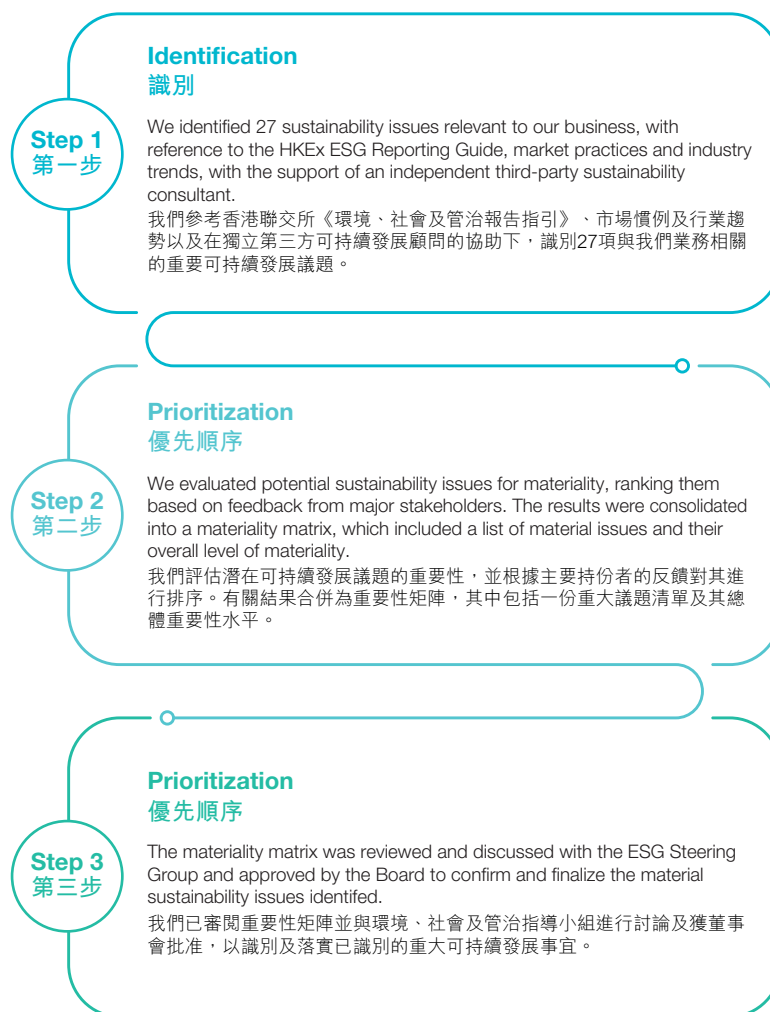 Identification
識別
Step 1
第一步
We identified 27 sustainability issues relevant to our business, with
reference to the HKEx ESG Reporting Guide, market practices and industry
trends, with the support of an independent third-party sustainability
consultant.
我們參考香港聯交所《環境、社會及管治報告指引》、市場慣例及行業趨
勢以及在獨立第三方可持續發展顧問的協助下，識別27項與我們業務相關
的重要可持續發展議題。
Prioritization
優先順序
Step 2
第二步
We evaluated potential sustainability issues for materiality, ranking them
based on feedback from major stakeholders. The results were consolidated
into a materiality matrix, which included a list of material issues and their
overall level of materiality.
我們評估潛在可持續發展議題的重要性，並根據主要持份者的反饋對其進
行排序。有關結果合併為重要性矩陣，其中包括一份重大議題清單及其總
體重要性水平。
Prioritization
優先順序
Step 3
第三步
The materiality matrix was reviewed and discussed with the ESG Steering
Group and approved by the Board to confirm and finalize the material
sustainability issues identifed.
我們已審閱重要性矩陣並與環境、社會及管治指導小組進行討論及獲董事
會批准，以識別及落實已識別的重大可持續發展事宜。